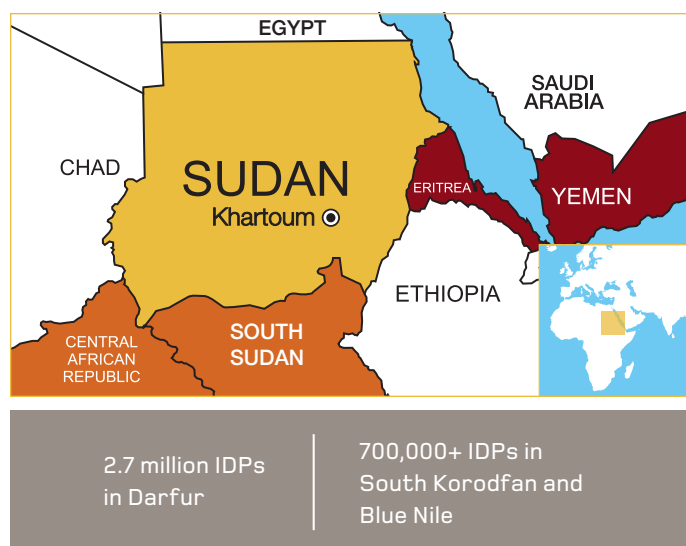 EGYPT
SAUDI
ARABIA
CHAD
SUDAN
ERITREA
YEMEN
Khartoum
ETHIOPIA
SOUTH
SUDAN
CENTRAL
AFRICAN
REPUBLIC
2.7 million IDPs
in Darfur
700,000+ IDPs in
South Korodfan and
Blue Nile